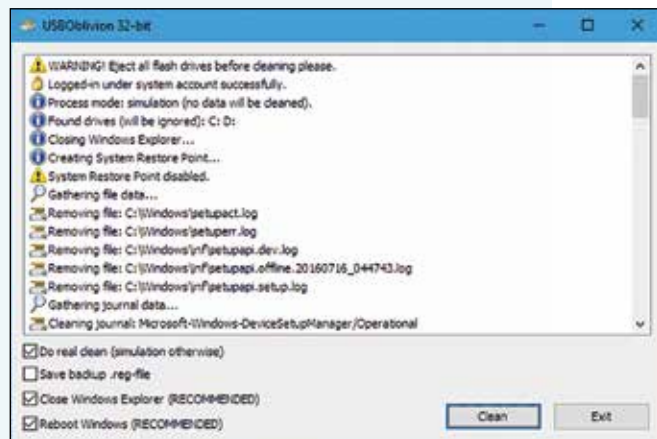 USBOblivion 32-bit
WARNING! Eject all flash drives before cleaning please.
Logged-in under system account successfully.
Process mode: simulation (no data will be cleaned).
Found drives (will be ignored): C: D:
Closing Windows Explorer...
Creating System Restore Point...
System Restore Point disabled.
Gathering file data...
Removing file: C:\Windows\setupact.log
Removing file: C:\Windows\setuperr.log
Removing file: C:\Windows\inf\setupapi.dev.log
Removing file: C:\Windows\inf\setupapi.offline.20160716_044743.log
Removing file: C:\Windows\inf\setupapi.setup.log
Gathering journal data...
Clearing journal: Microsoft-Windows-DeviceSetupManager/Operational
Do real clean (simulation otherwise)
Save backup .reg-file
Close Windows Explorer (RECOMMENDED)
Reboot Windows (RECOMMENDED)
Clean
Exit